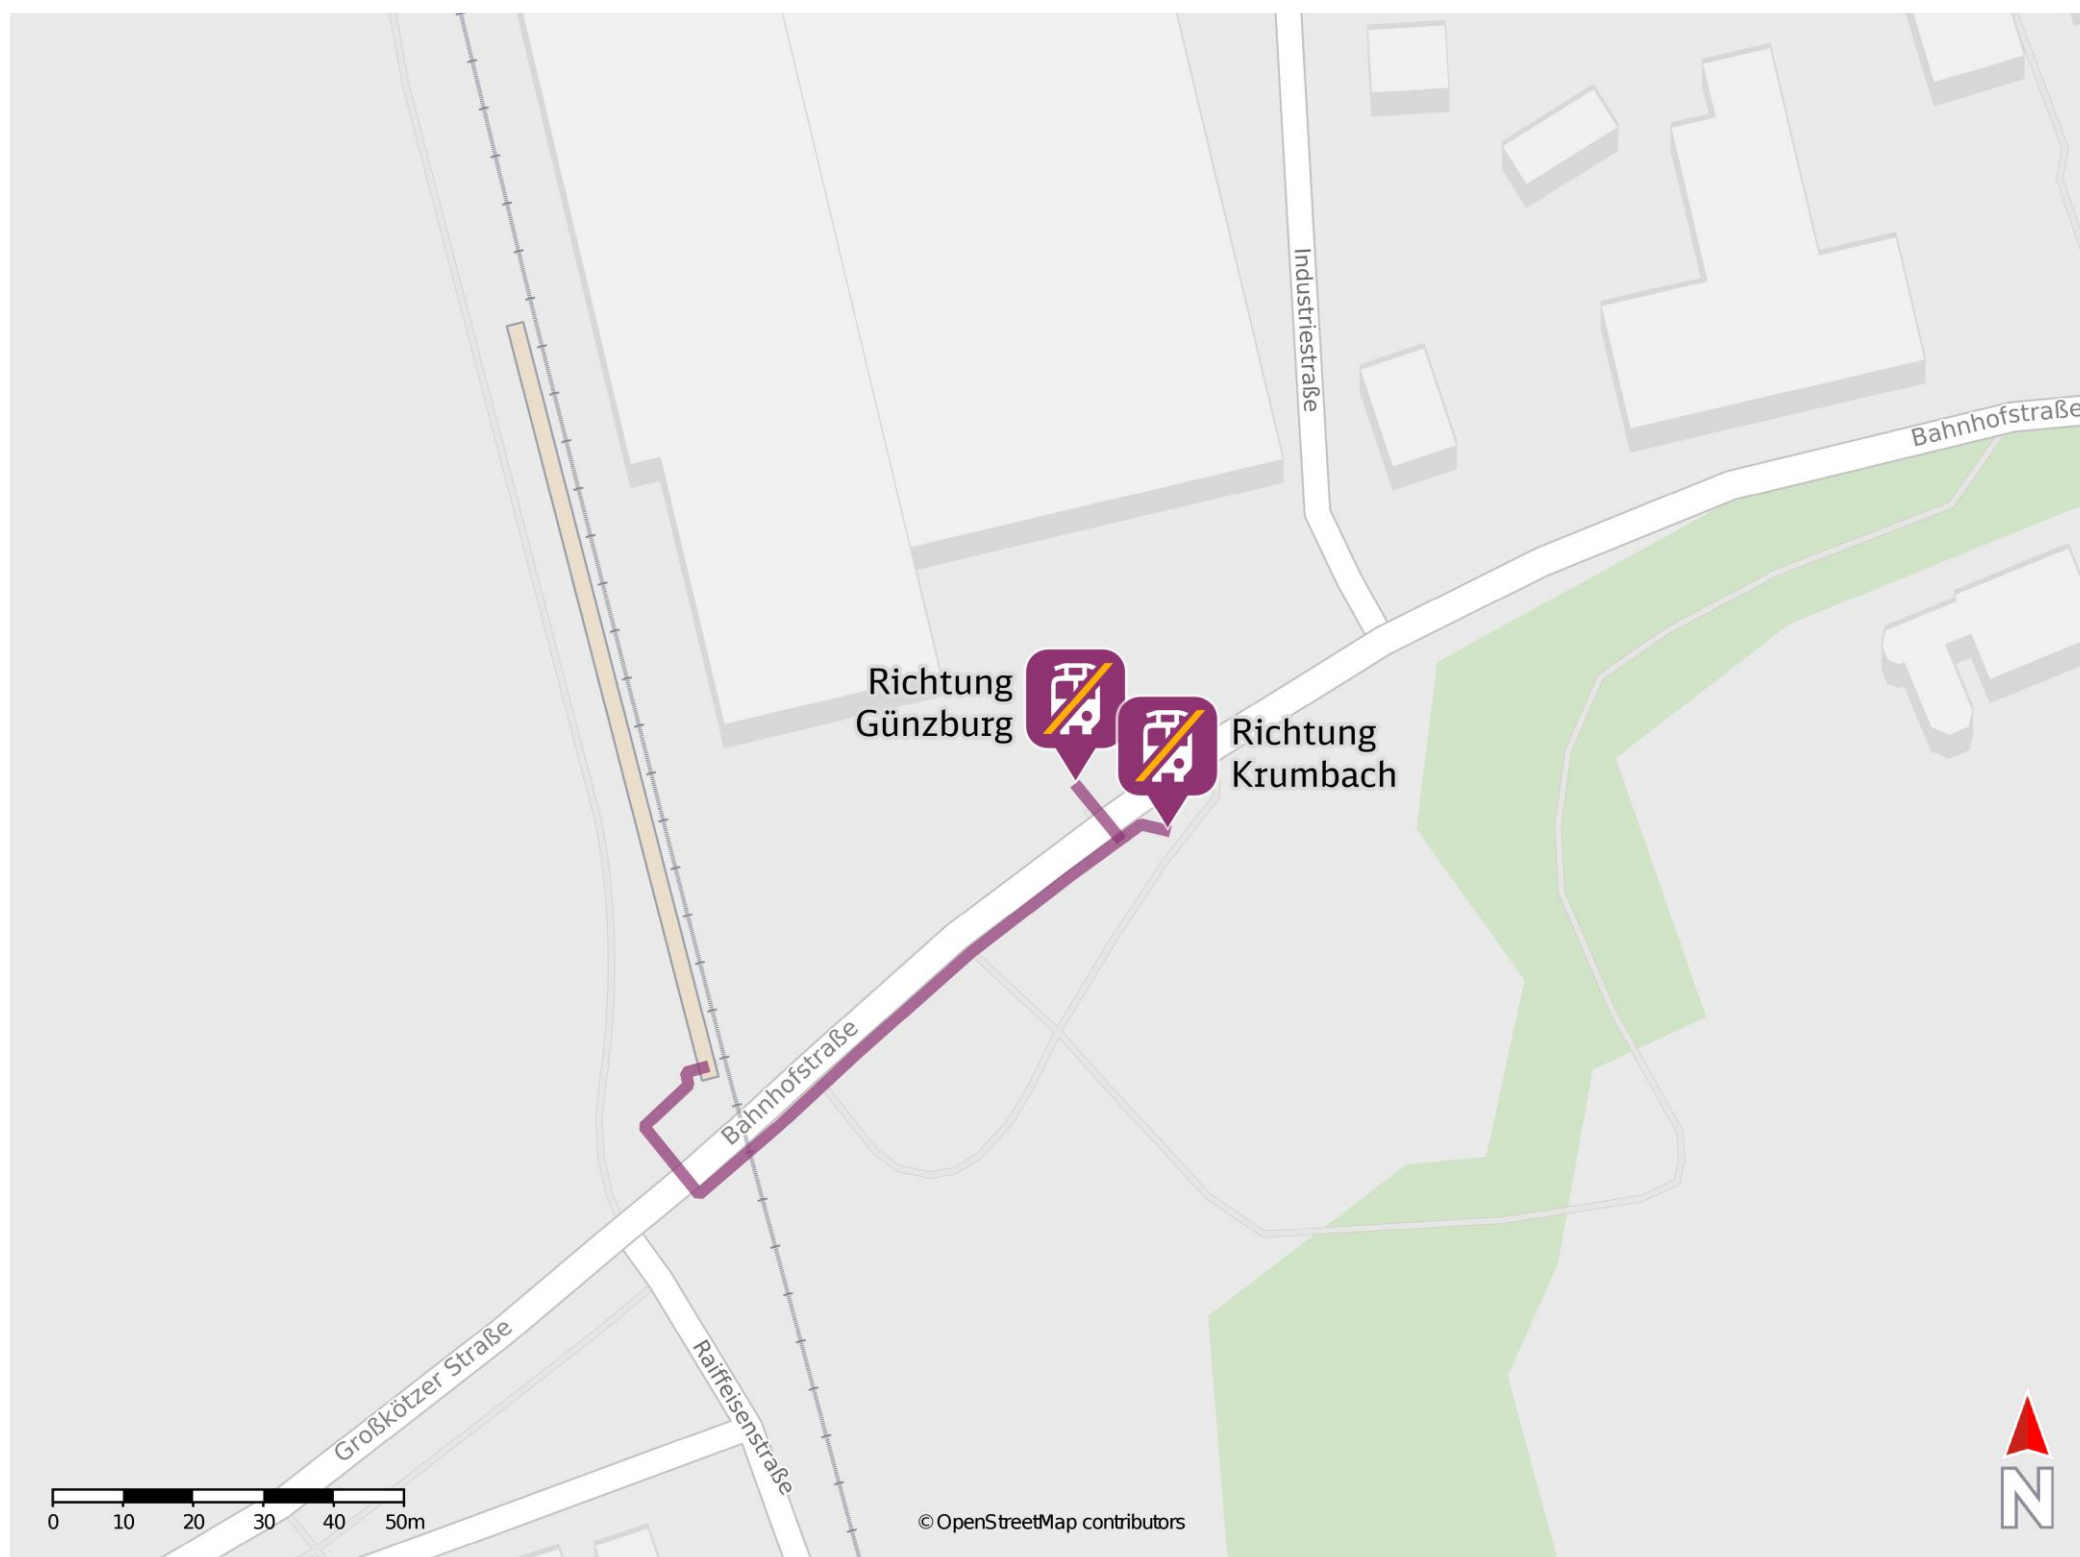 Industriestraße
Bahnhofstraße
Richtung
Günzburg
Richtung
Krumbach
Bahnhofstraße
Großkötzer Straße
Raiffeisenstraße
0 10 20 30 40 50m
© OpenStreetMap contributors
N